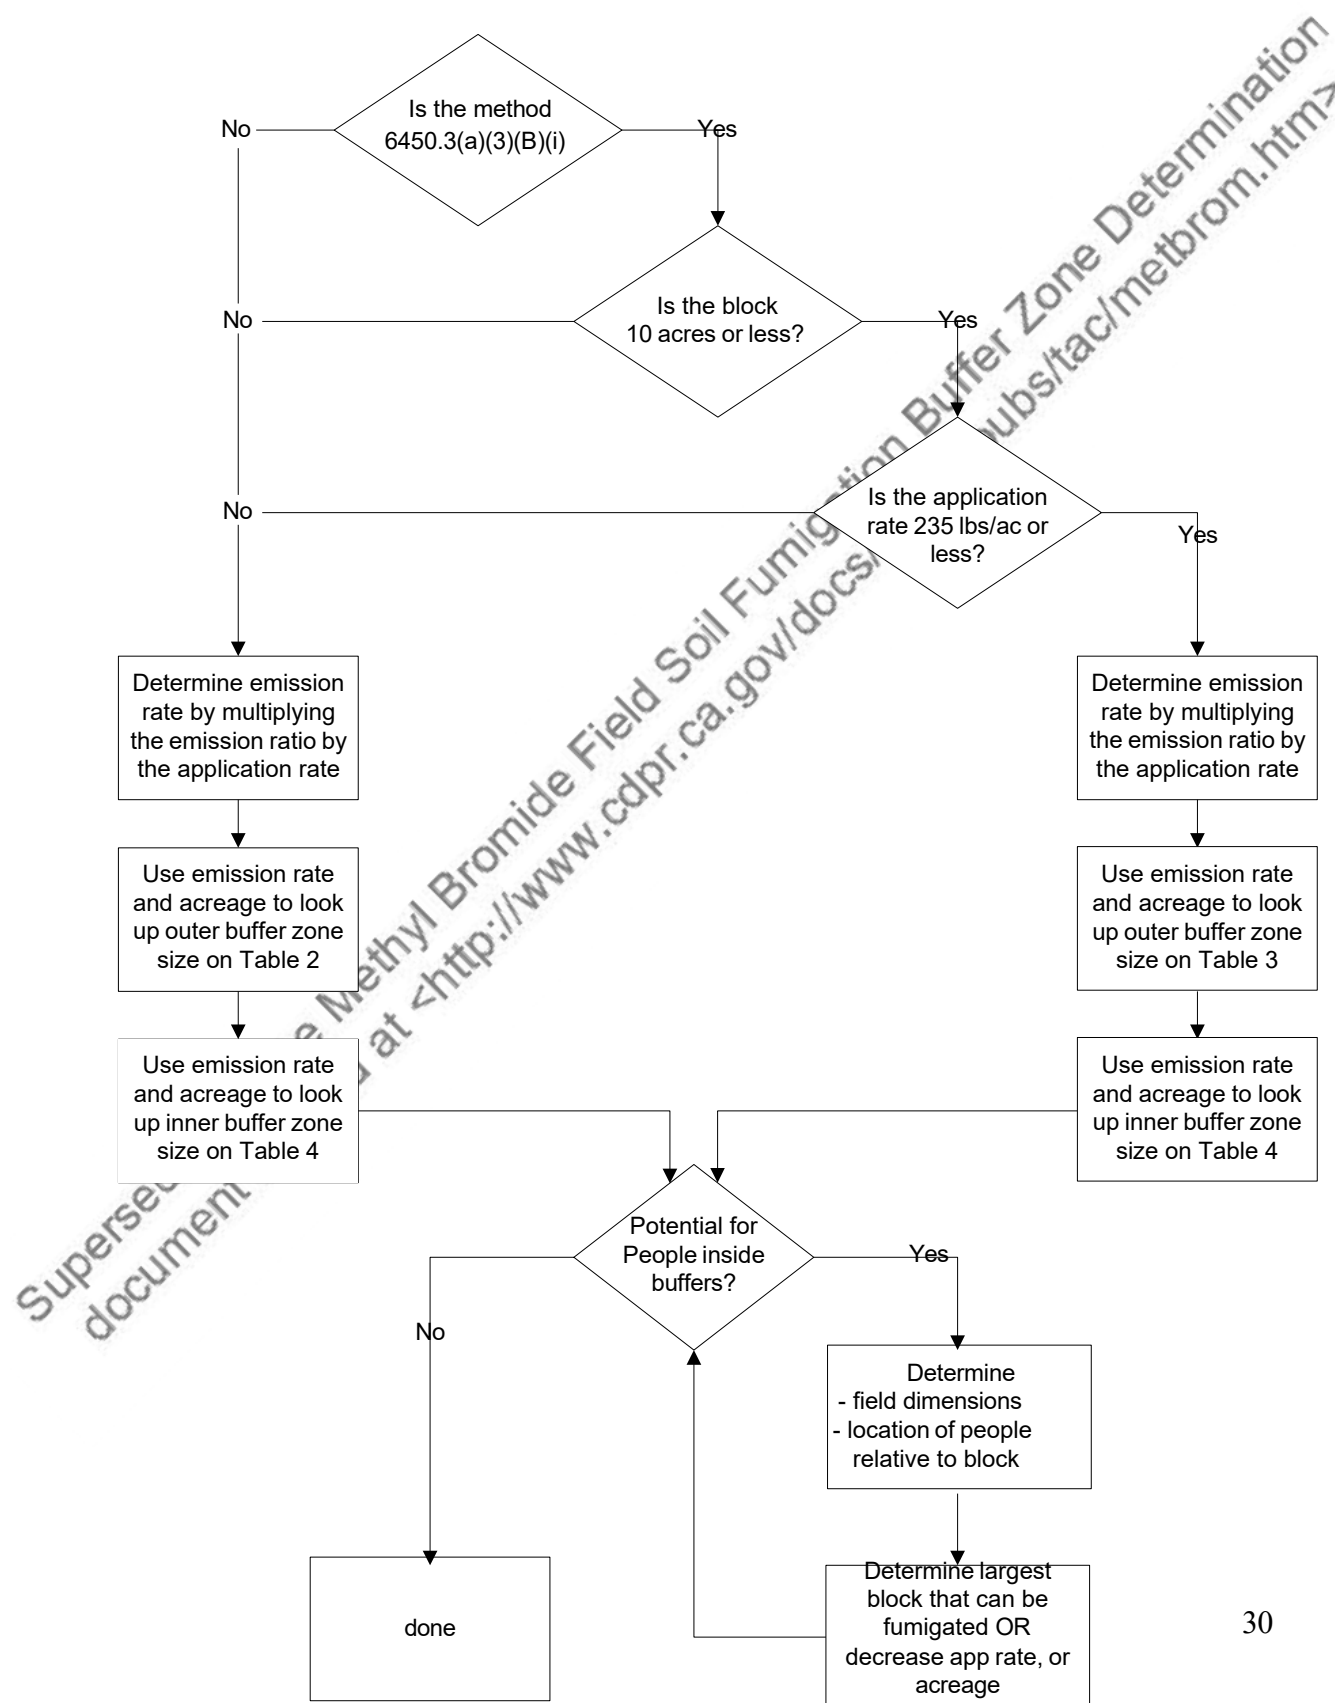 Is the method
6450.3(a)(3)(B)(i)
No
Yes
Is the block
10 acres or less?
No
Yes
Is the application
rate 235 lbs/ac or
less?
No
Yes
Determine emission
rate by multiplying
the emission ratio by
the application rate
Determine emission
rate by multiplying
the emission ratio by
the application rate
Use emission rate
and acreage to look
up outer buffer zone
size on Table 2
Use emission rate
and acreage to look
up outer buffer zone
size on Table 3
Use emission rate
and acreage to look
up inner buffer zone
size on Table 4
Use emission rate
and acreage to look
up inner buffer zone
size on Table 4
Potential for
People inside
buffers?
Yes
No
Determine
- field dimensions
- location of people
relative to block
done
Determine largest
block that can be
fumigated OR
decrease app rate, or
acreage
30
Methyl Bromide Field Soil Fumigation Buffer Zone Determination
document at <http://www.cdpr.ca.gov/docs/ /tac/metbrom.htm>